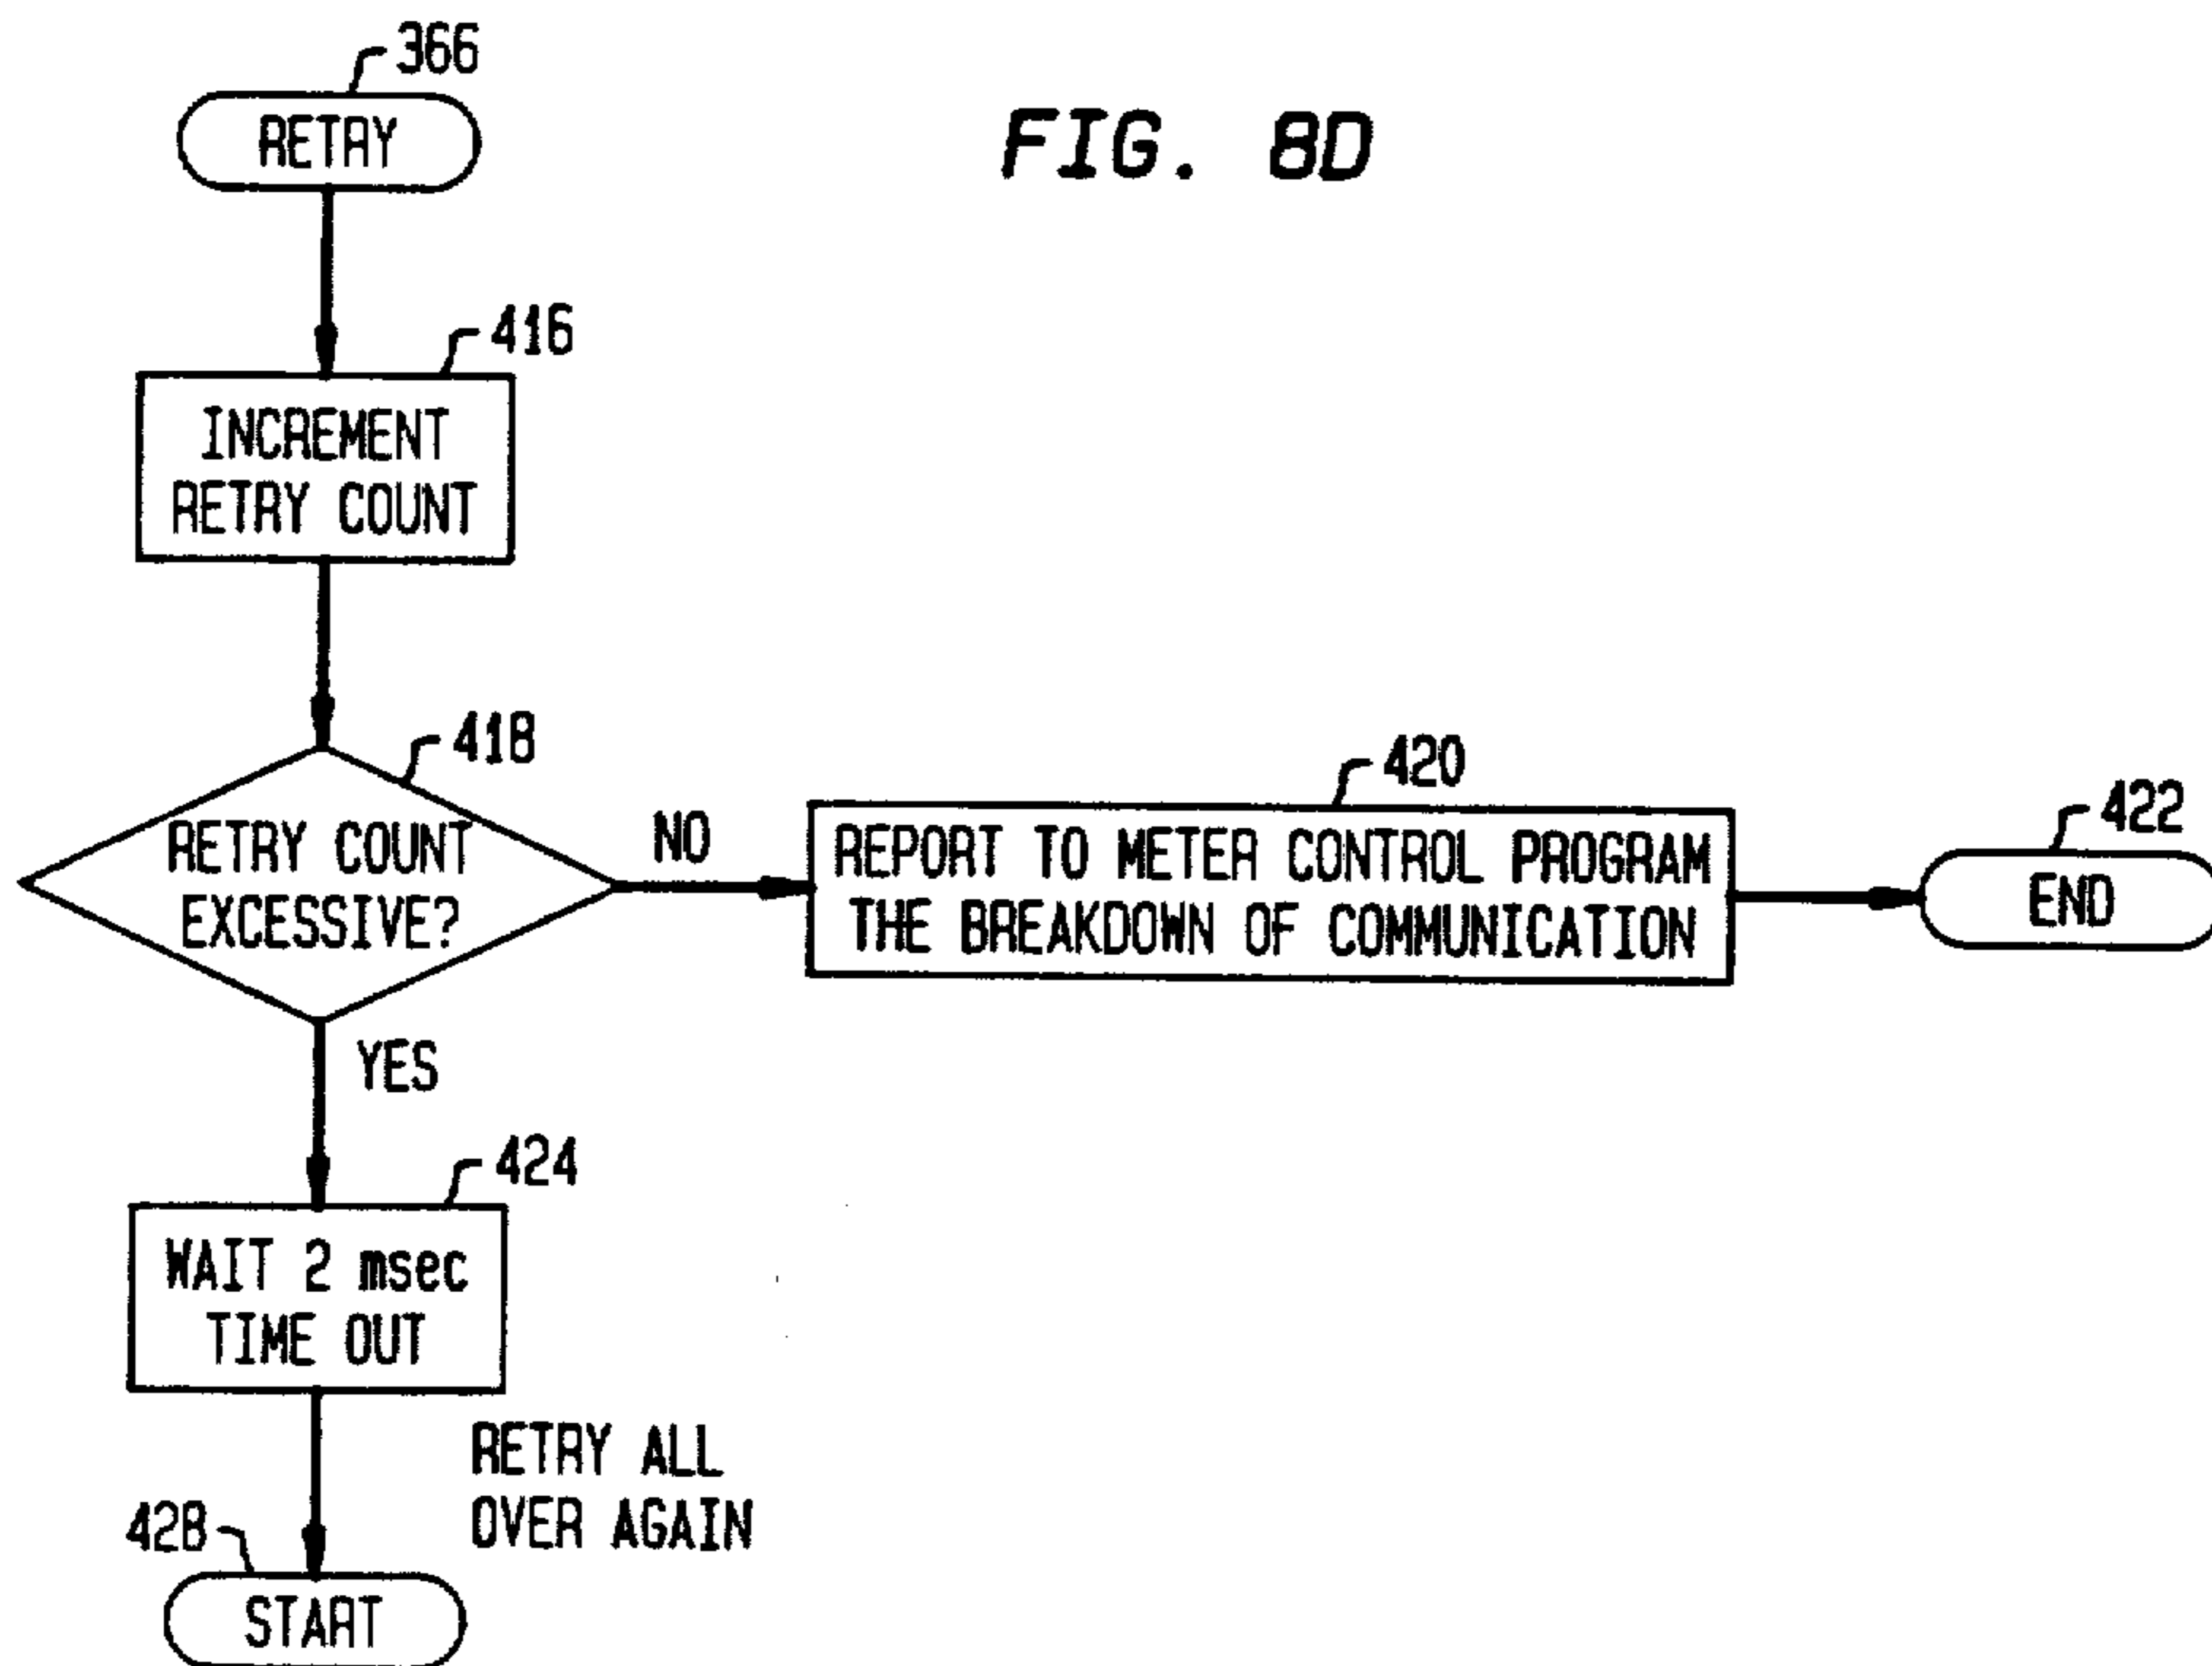 366
RETRY
FIG. 8D
416
INCREMENT
RETRY COUNT
418
RETRY COUNT
EXCESSIVE?
NO
420
REPORT TO METER CONTROL PROGRAM
THE BREAKDOWN OF COMMUNICATION
422
END
YES
424
WAIT 2 msec
TIME OUT
RETRY ALL
OVER AGAIN
428
START